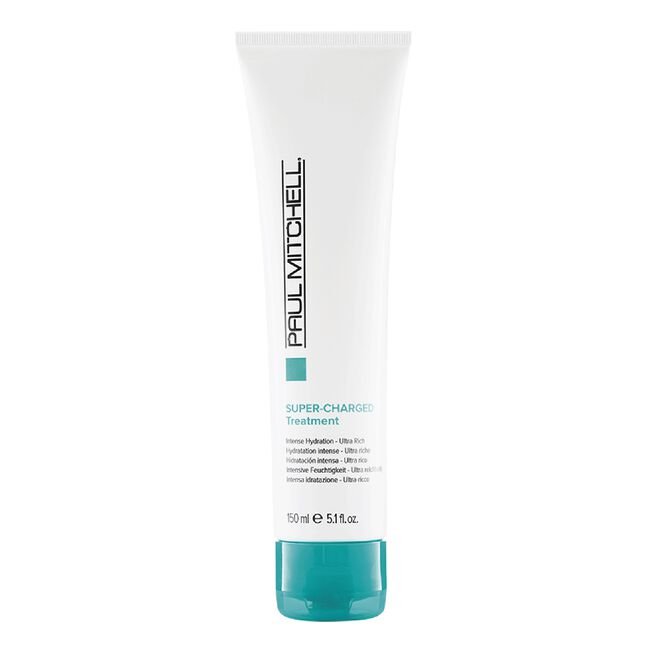 PAUL MITCHELL.
SUPER-CHARGED
Treatment
Intense Hydration - Ultra Rich
Hydratation intense - Ultra riche
Hidratación intensa - Ultra rica
Intensive Feuchtigkeit - Ultra reichhaltig
Intensa idratazione - Ultra ricco
150 ml ℮ 5.1 fl. oz.